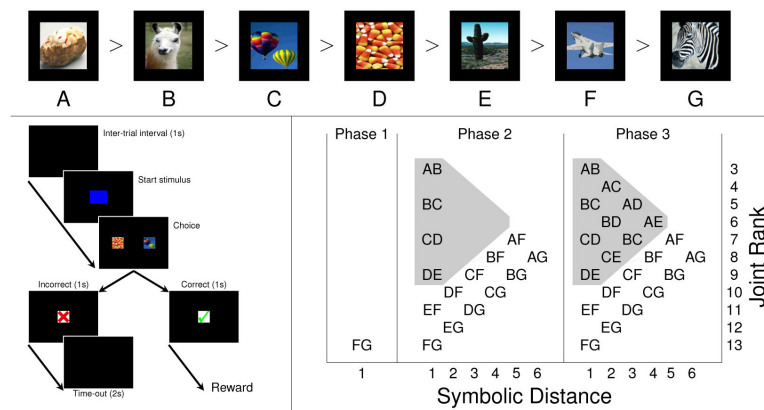 > > > > > >
A B C D E F G
Inter-trial interval (1s)
Start stimulus
Choice
Incorrect (1s) Correct (1s)
Time-out (2s)
Reward
Phase 1 Phase 2 Phase 3
AB AB 3
AC 4
BC BC AD 5
BD AE 6
CD AF CD BC AF 7
BF AG CE BF AG 8
DE CF BG DE CF BG 9
DF CG DF CG 10
EF DG EF DG 11
EG EG 12
FG FG FG 13
1 1 2 3 4 5 6 1 2 3 4 5 6
Symbolic Distance
Joint Rank